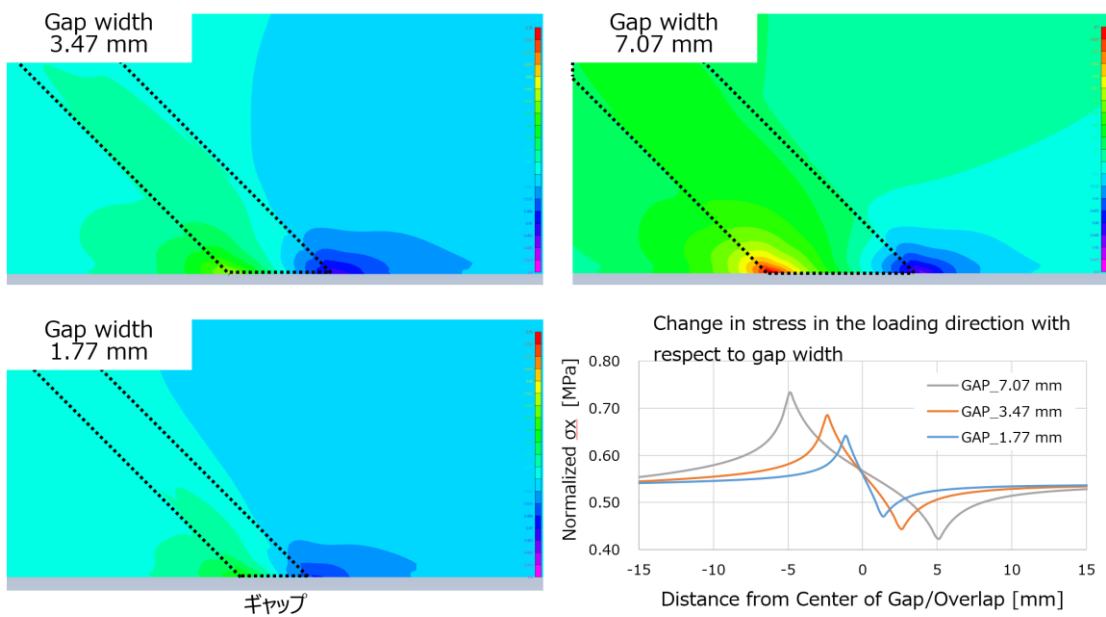 Gap width
3.47 mm
Gap width
7.07 mm
Gap width
1.77 mm
ギャップ
Change in stress in the loading direction with
respect to gap width
Normalized σx [MPa]
0.80
0.70
0.60
0.50
0.40
GAP_7.07 mm
GAP_3.47 mm
GAP_1.77 mm
-15
-10
-5
0
5
10
15
Distance from Center of Gap/Overlap [mm]